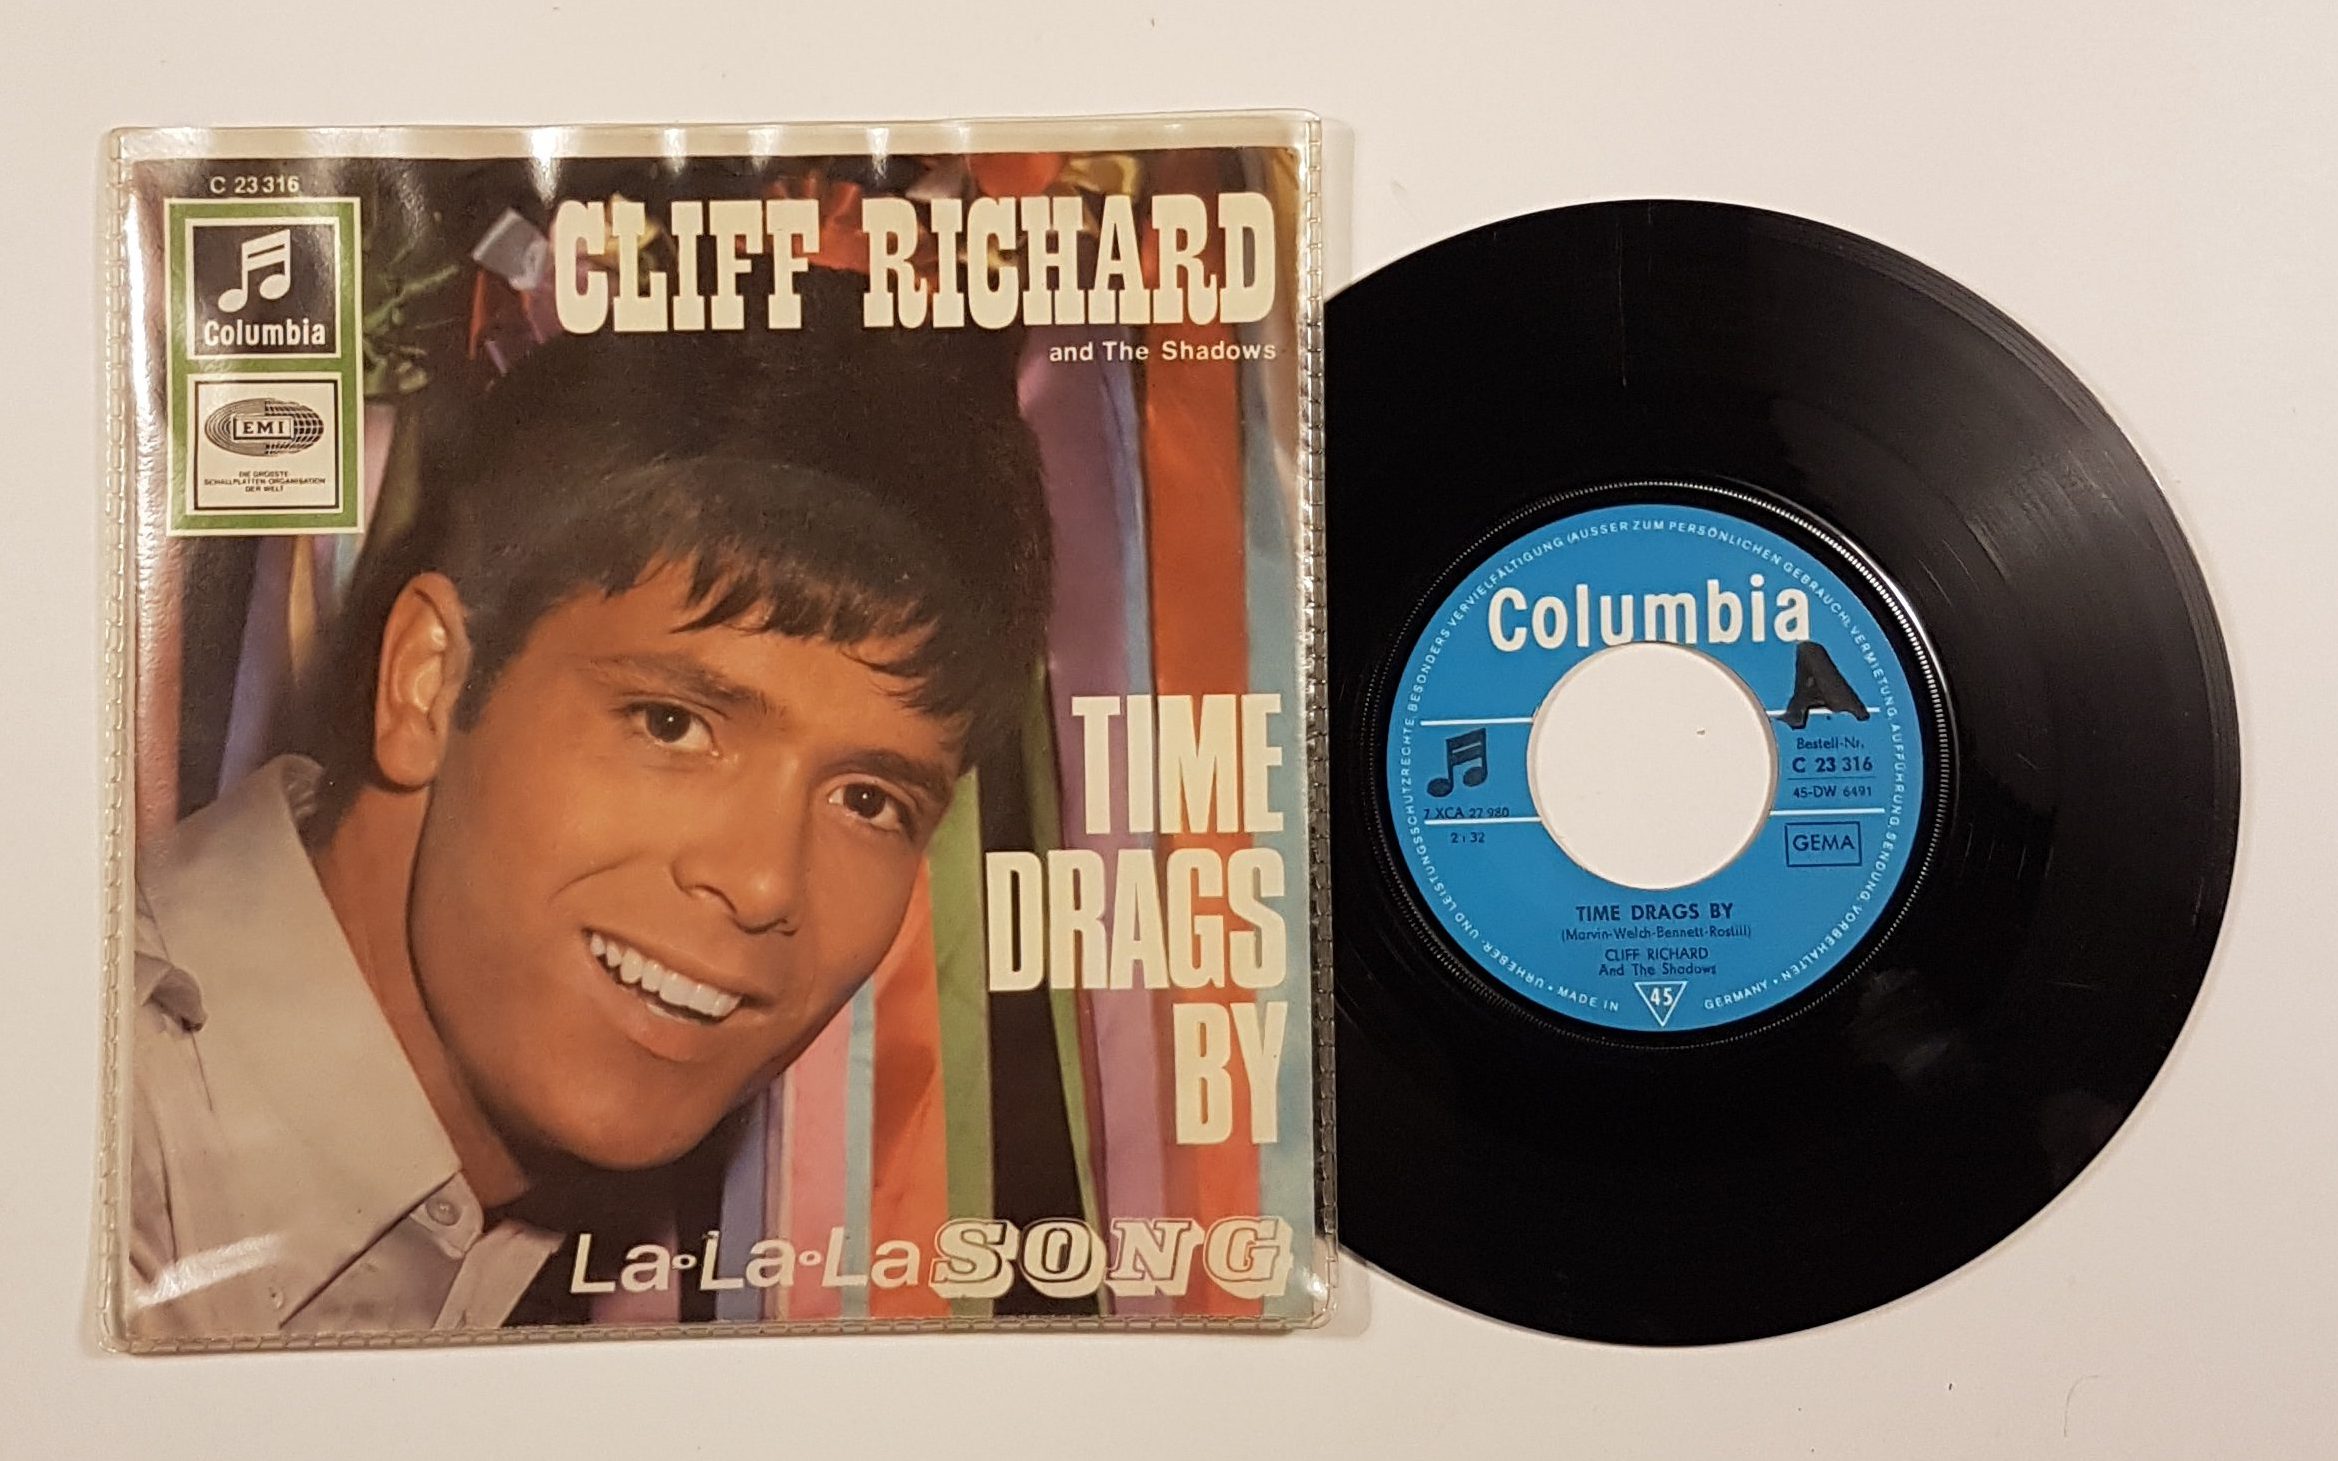 C 23 316
CLIFF RICHARD
and The Shadows
Columbia
EMI
DIE GRÖSSTE
SCHALLPLATTEN-ORGANISATION
DER WELT
TIME
DRAGS
BY
La·La·La SONG
URHEBER- UND LEISTUNGSSCHUTZRECHTE, BESONDERS VERVIELFÄLTIGUNG (AUSSER ZUM PERSÖNLICHEN GEBRAUCH), VERMIETUNG, AUFFÜHRUNG, SENDUNG, VORBEHALTEN • MADE IN GERMANY •
Columbia
A
Bestell-Nr.
C 23 316
45-DW 6491
7 XCA 27 980
2:32
GEMA
TIME DRAGS BY
(Marvin-Welch-Bennett-Rostill)
CLIFF RICHARD
And The Shadows
45